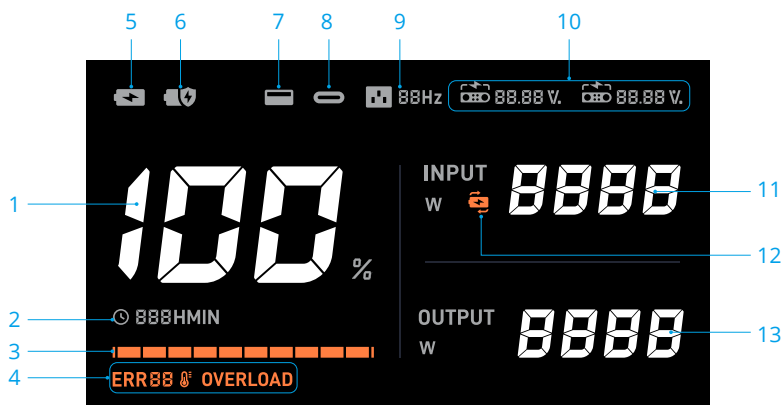 5 6 7 8 9 10
88Hz 88.88 V. 88.88 V.
1 100 %
INPUT
W 8888 11
12
2 888HMIN
3
4 ERR88 OVERLOAD
OUTPUT
W 8888 13